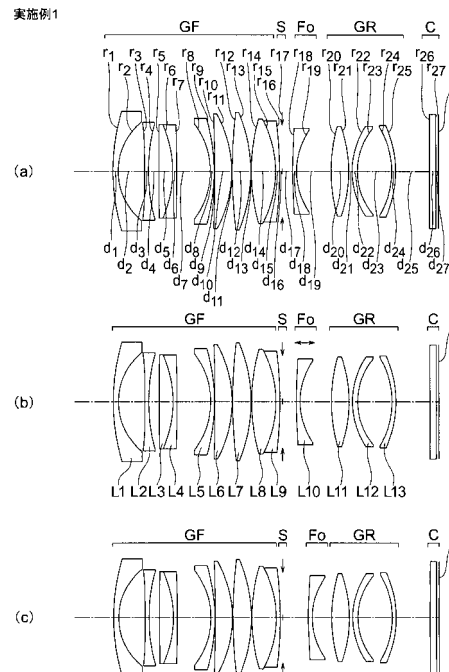 実施例1
GF S Fo GR C
r3 r5 r8 r12 r14 r17 r18 r20 r22 r24 r26
r1 r2 r4 r6 r7 r9 r10 r11 r13 r15 r16 r19 r21 r23 r25 r27
(a)
d1 d3 d5 d8 d12 d14 d17 d20 d22 d24 d26
d2 d4 d6 d9 d13 d15 d18 d21 d23 d25 d27
d7 d10 d16 d19
d11
GF S Fo GR C
(b)
L1 L2 L3 L4 L5 L6 L7 L8 L9 L10 L11 L12 L13
GF S Fo GR C
(c)